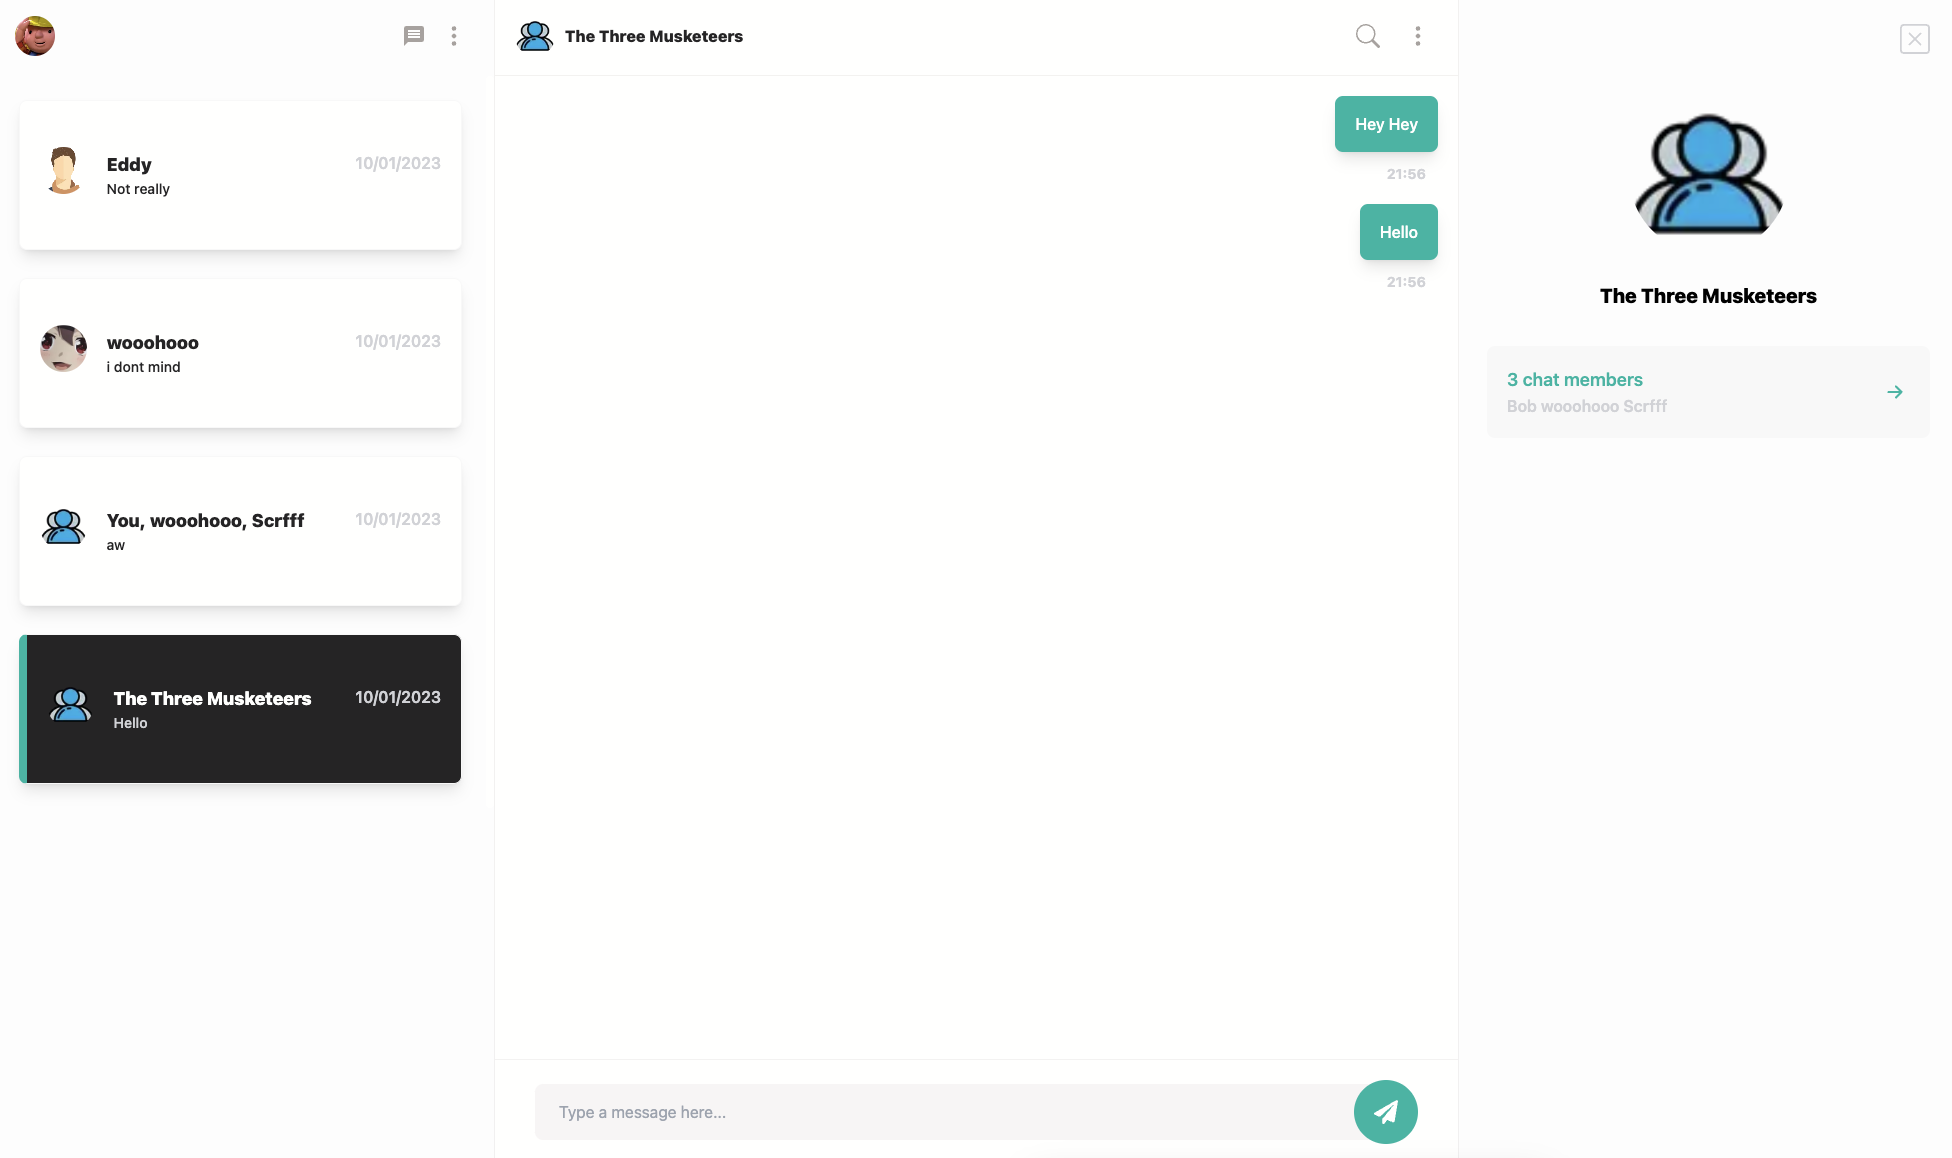 Eddy
10/01/2023
Not really
wooohooo
10/01/2023
i dont mind
You, wooohooo, Scrfff
10/01/2023
aw
The Three Musketeers
10/01/2023
Hello
The Three Musketeers
Hey Hey
21:56
Hello
21:56
Type a message here...
The Three Musketeers
3 chat members
Bob wooohooo Scrfff